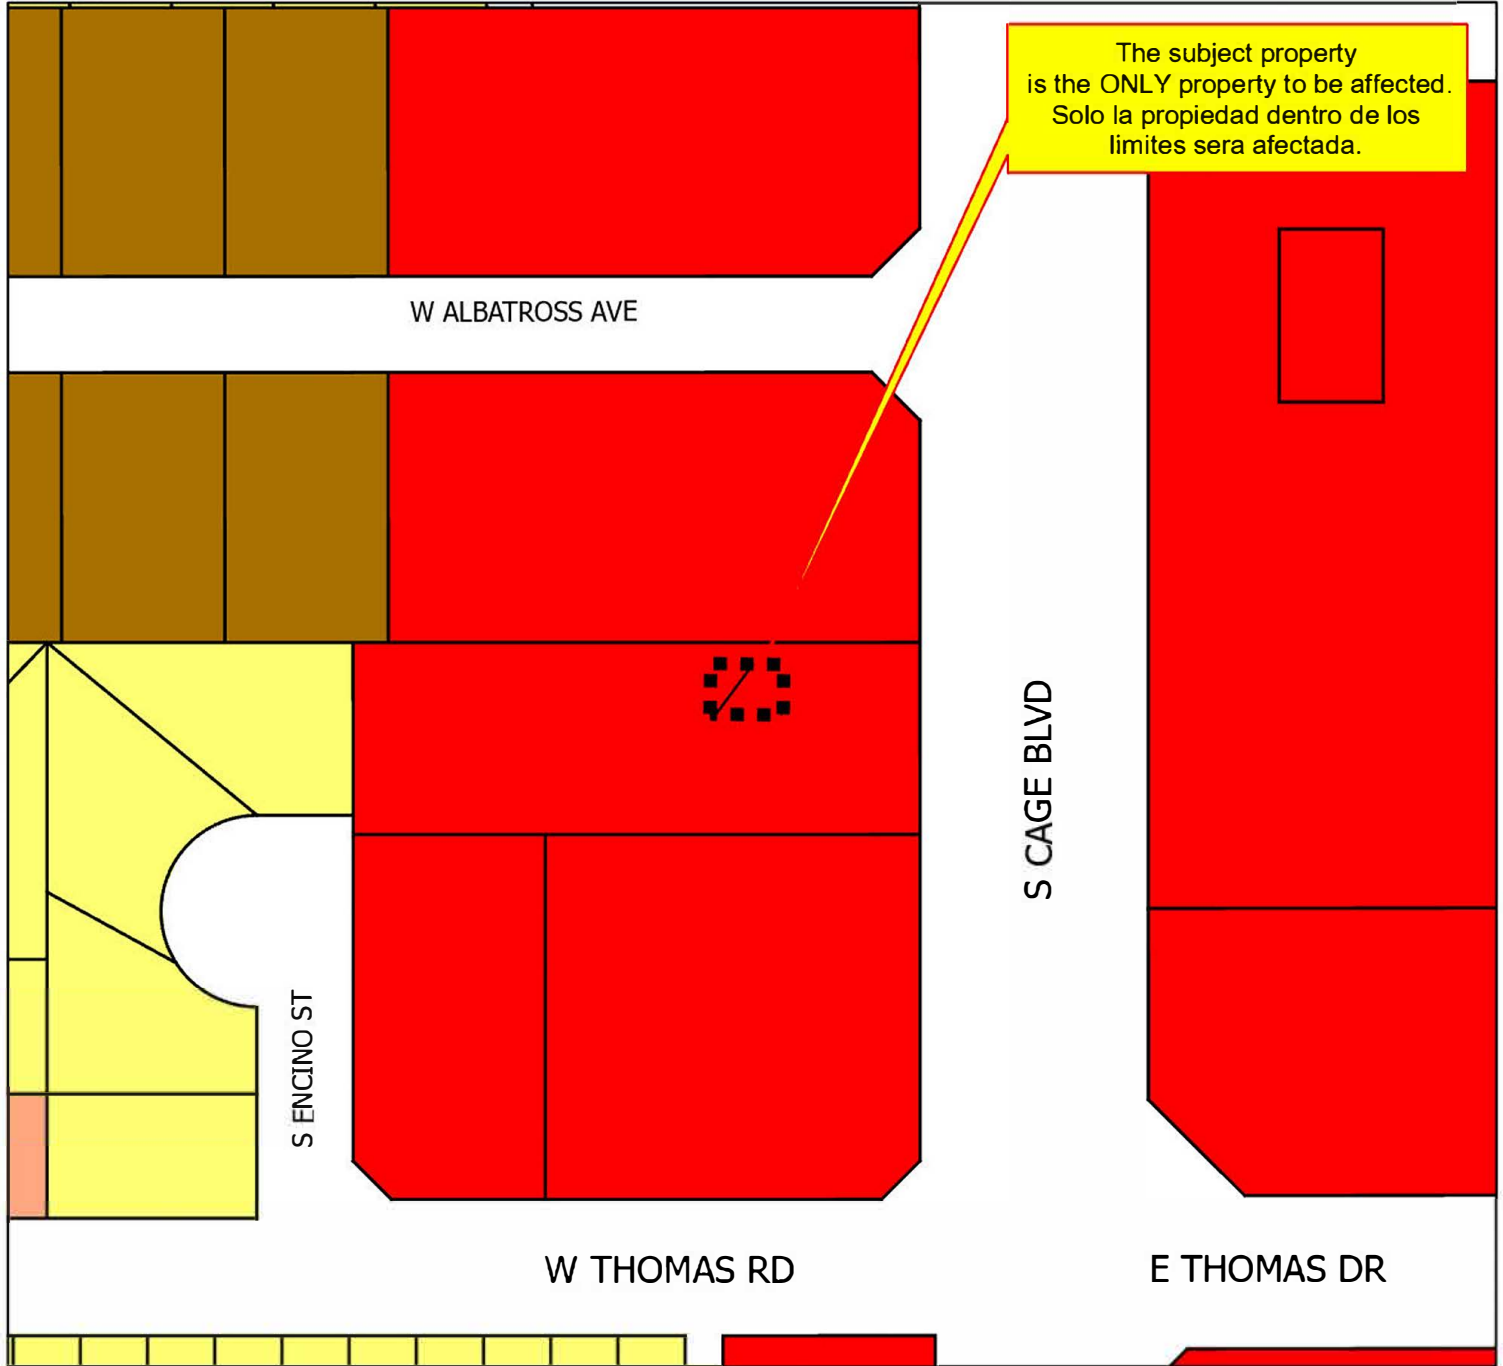 The subject property
is the ONLY property to be affected.
Solo la propiedad dentro de los
limites sera afectada.
W ALBATROSS AVE
S CAGE BLVD
S ENCINO ST
W THOMAS RD
E THOMAS DR